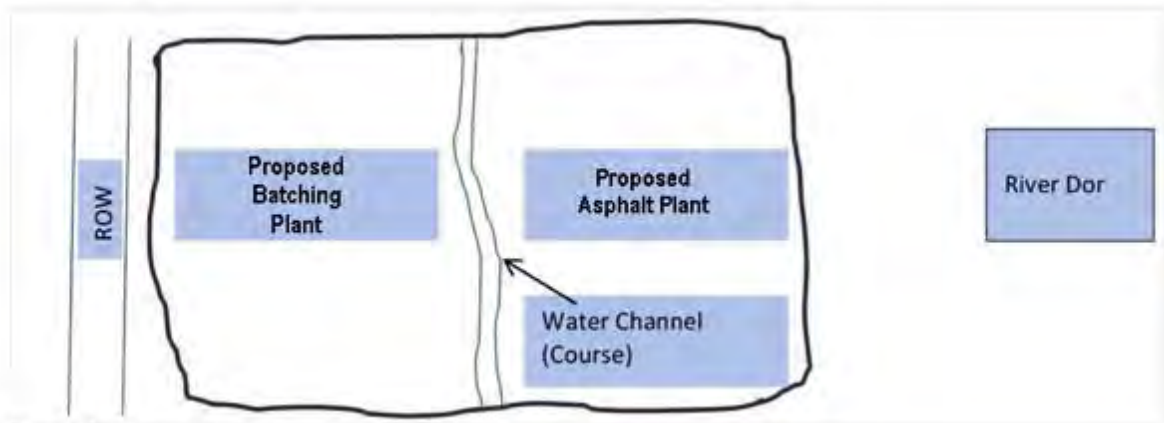 ROW
Proposed
Batching
Plant
Proposed
Asphalt Plant
River Dor
Water Channel
(Course)